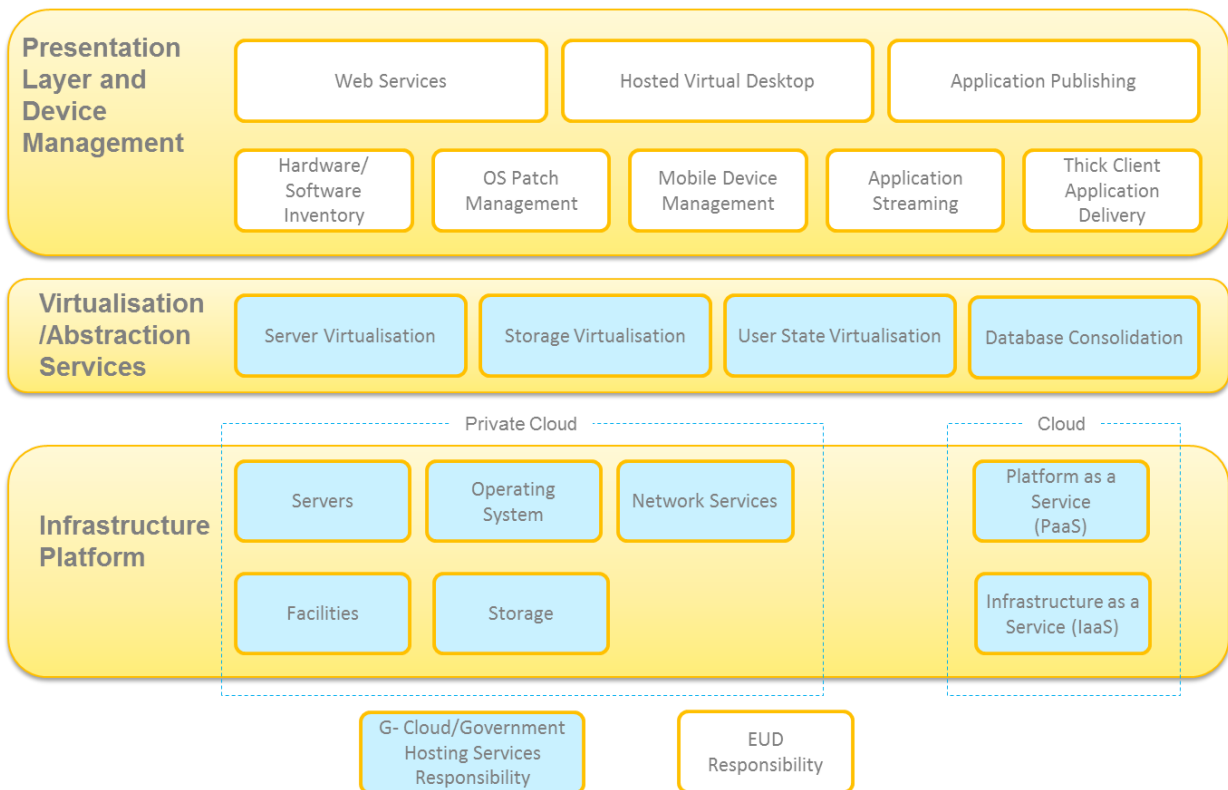 Presentation
Layer and
Device
Management
Web Services
Hosted Virtual Desktop
Application Publishing
Hardware/
Software
Inventory
OS Patch
Management
Mobile Device
Management
Application
Streaming
Thick Client
Application
Delivery
Virtualisation
/Abstraction
Services
Server Virtualisation
Storage Virtualisation
User State Virtualisation
Database Consolidation
Private Cloud
Cloud
Infrastructure
Platform
Servers
Operating
System
Network Services
Platform as a
Service
(PaaS)
Facilities
Storage
Infrastructure as a
Service (IaaS)
G- Cloud/Government
Hosting Services
Responsibility
EUD
Responsibility